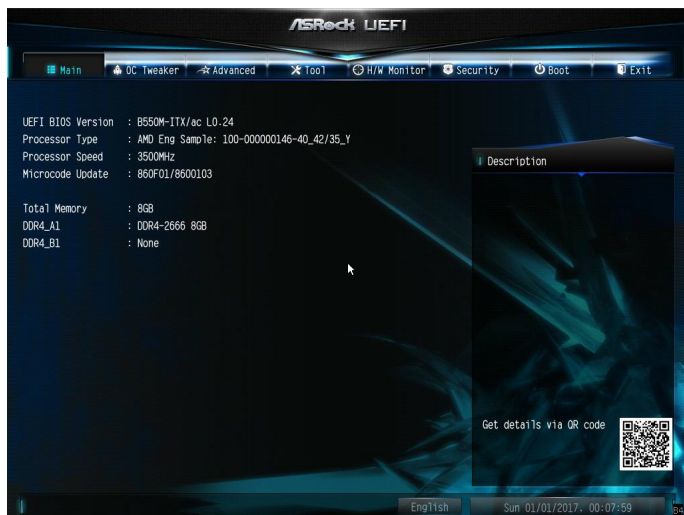 ASRock UEFI
Main OC Tweaker Advanced Tool H/W Monitor Security Boot Exit
UEFI BIOS Version : B550M-ITX/ac L0.24
Processor Type : AMD Eng Sample: 100-000000146-40_42/35_Y
Processor Speed : 3500MHz
Microcode Update : 860F01/8600103
Total Memory : 8GB
DDR4_A1 : DDR4-2666 8GB
DDR4_B1 : None
Description
Get details via QR code
English Sun 01/01/2017. 00:07:59